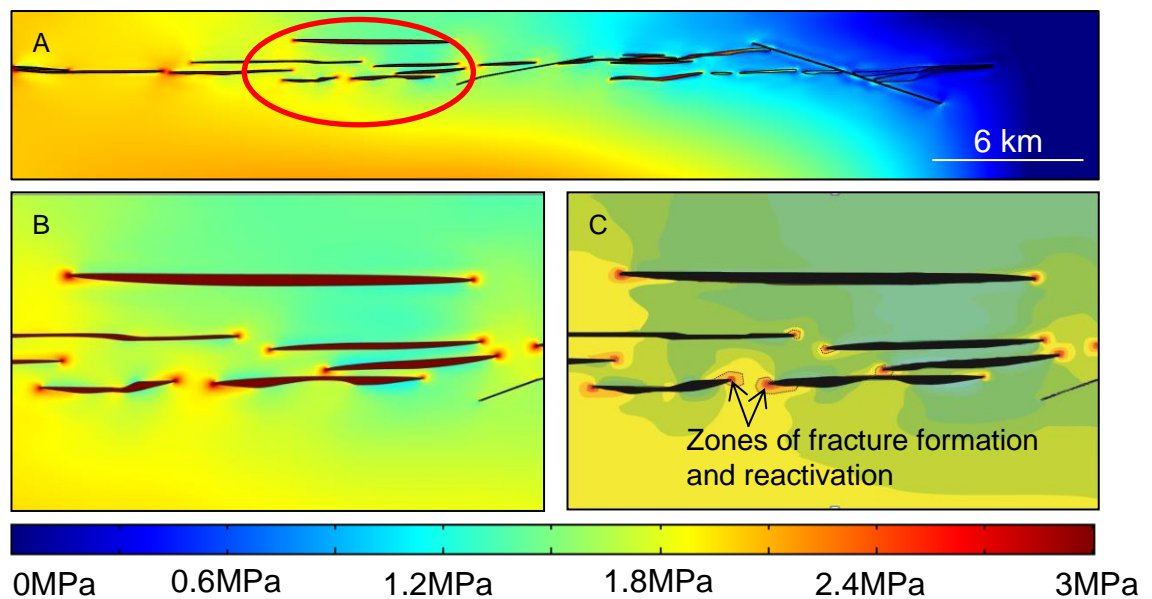 A
6 km
B
C
Zones of fracture formation
and reactivation
0MPa 0.6MPa 1.2MPa 1.8MPa 2.4MPa 3MPa